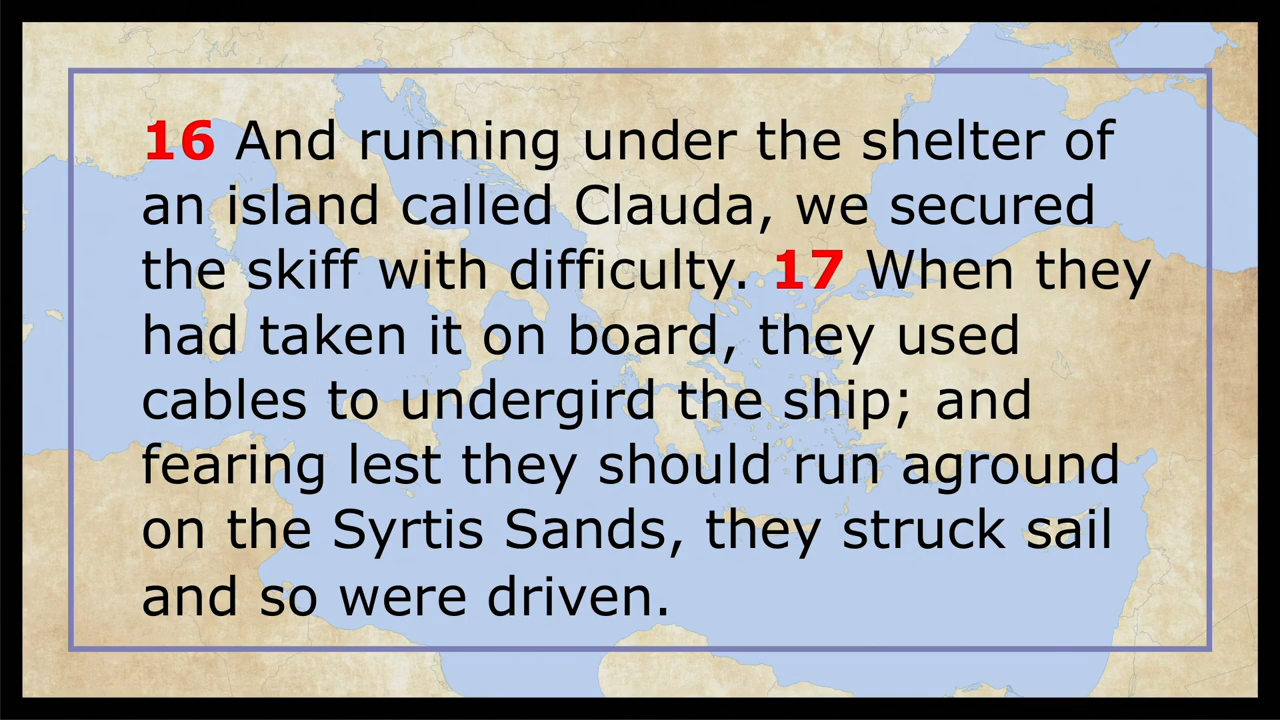 16 And running under the shelter of
an island called Clauda, we secured
the skiff with difficulty. 17 When they
had taken it on board, they used
cables to undergird the ship; and
fearing lest they should run aground
on the Syrtis Sands, they struck sail
and so were driven.